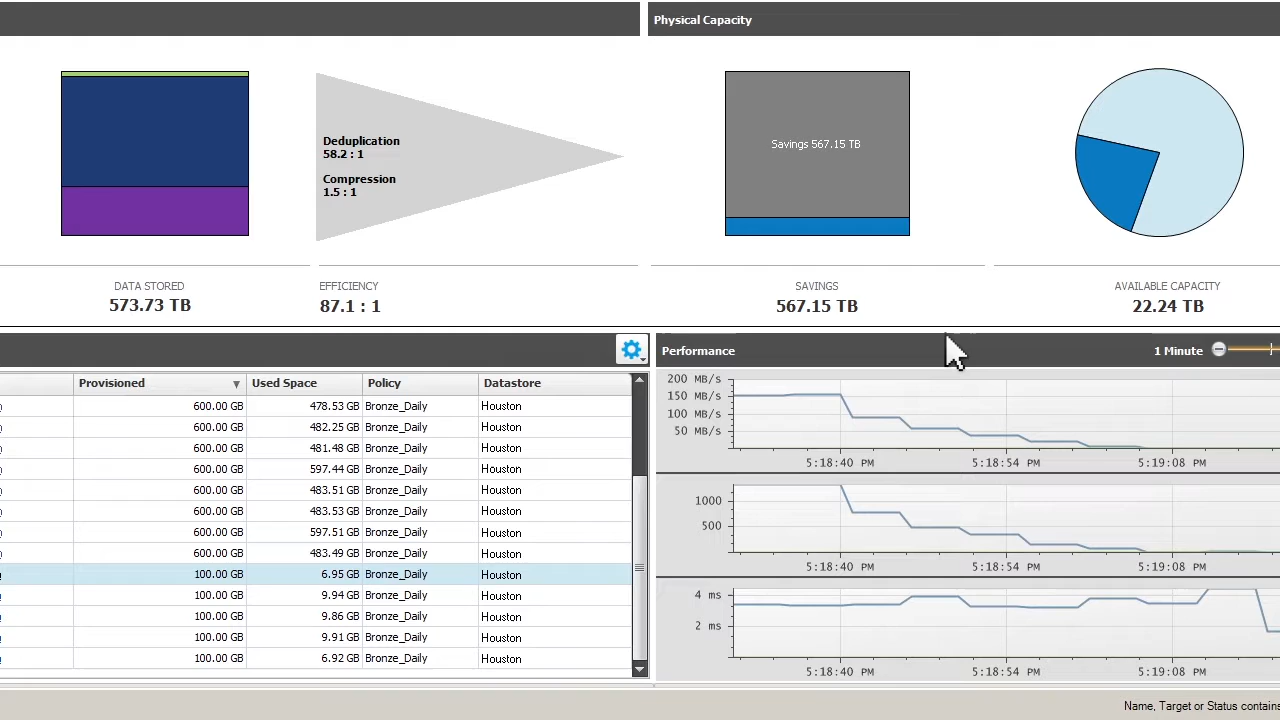 Physical Capacity
Deduplication
58.2 : 1
Compression
1.5 : 1
Savings 567.15 TB
DATA STORED
573.73 TB
EFFICIENCY
87.1 : 1
SAVINGS
567.15 TB
AVAILABLE CAPACITY
22.24 TB
Performance
1 Minute
Provisioned Used Space Policy Datastore
600.00 GB 478.53 GB Bronze_Daily Houston
600.00 GB 482.25 GB Bronze_Daily Houston
600.00 GB 481.48 GB Bronze_Daily Houston
600.00 GB 597.44 GB Bronze_Daily Houston
600.00 GB 483.51 GB Bronze_Daily Houston
600.00 GB 483.53 GB Bronze_Daily Houston
600.00 GB 597.51 GB Bronze_Daily Houston
600.00 GB 483.49 GB Bronze_Daily Houston
100.00 GB 6.95 GB Bronze_Daily Houston
100.00 GB 9.94 GB Bronze_Daily Houston
100.00 GB 9.86 GB Bronze_Daily Houston
100.00 GB 9.91 GB Bronze_Daily Houston
100.00 GB 6.92 GB Bronze_Daily Houston
200 MB/s
150 MB/s
100 MB/s
50 MB/s
5:18:40 PM 5:18:54 PM 5:19:08 PM
1000
500
5:18:40 PM 5:18:54 PM 5:19:08 PM
4 ms
2 ms
5:18:40 PM 5:18:54 PM 5:19:08 PM
Name, Target or Status contains